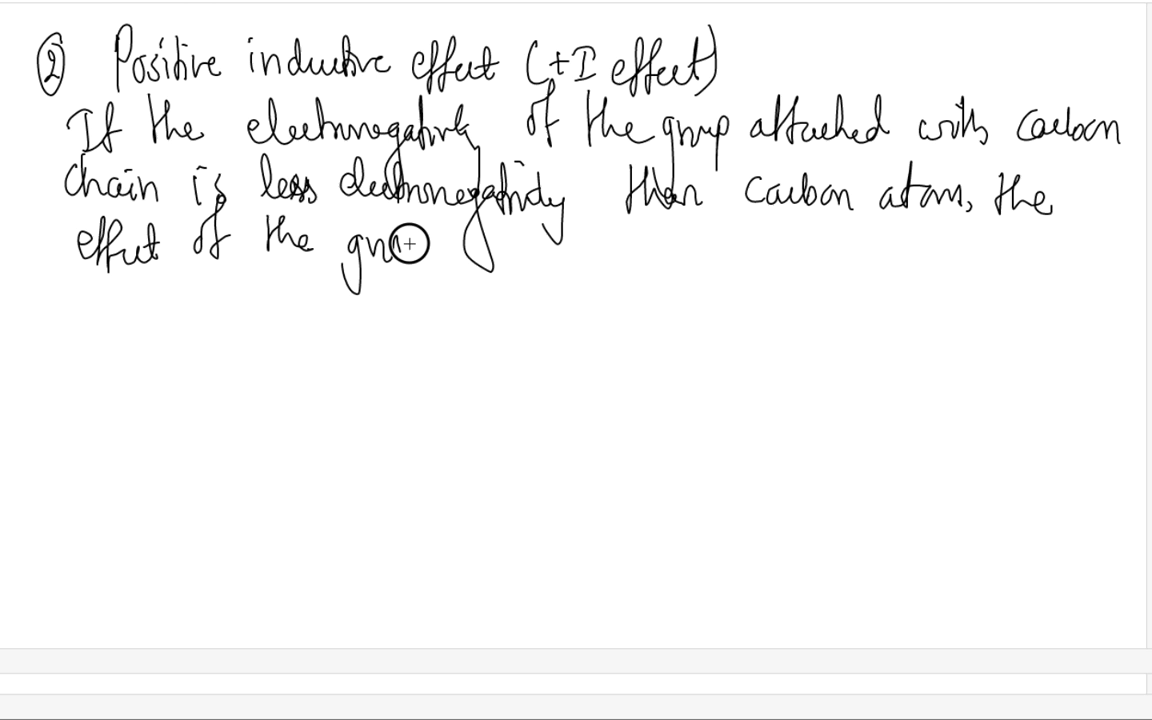 ② Positive inductive effect (+I effect)
If the electronegativity of the group attached with carbon
chain is less electronegativity than carbon atom, the
effect of the gro